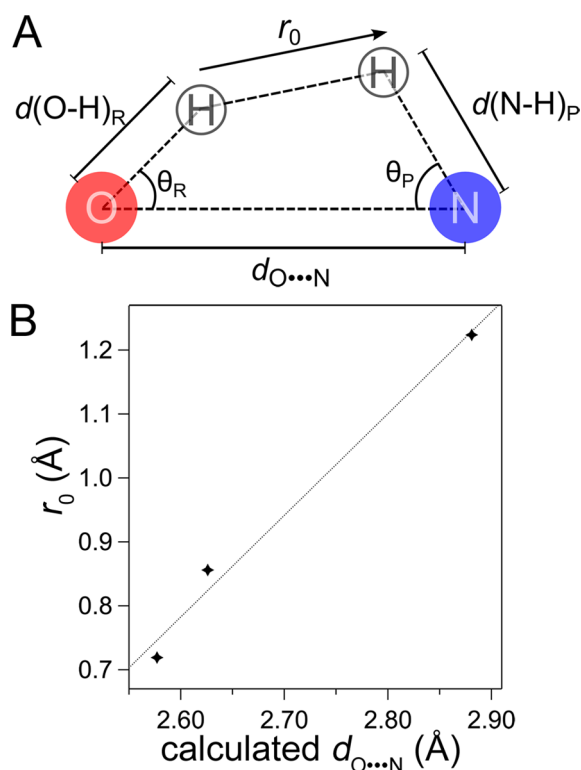 A
r₀
d(O-H)R
H
H
d(N-H)P
θR
θP
O
N
dO•••N
B
1.2
1.1
1.0
0.9
0.8
0.7
r₀ (Å)
2.60
2.70
2.80
2.90
calculated dO•••N (Å)